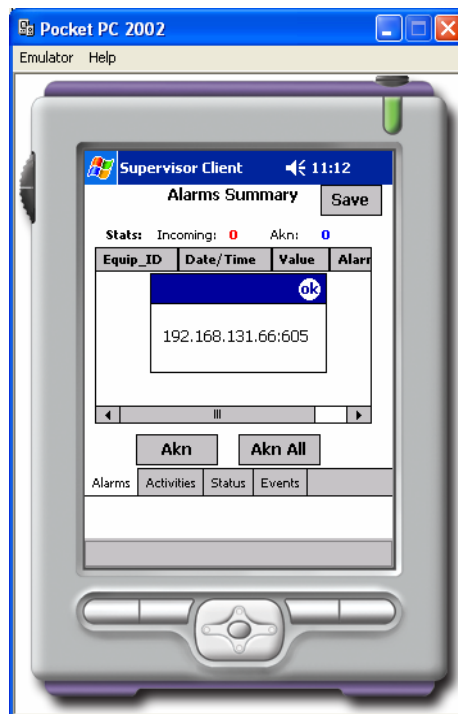 Pocket PC 2002
Emulator Help
Supervisor Client 11:12
Alarms Summary
Save
Stats: Incoming: 0 Akn: 0
Equip_ID Date/Time Value Alarr
ok
192.168.131.66:605
Akn Akn All
Alarms Activities Status Events